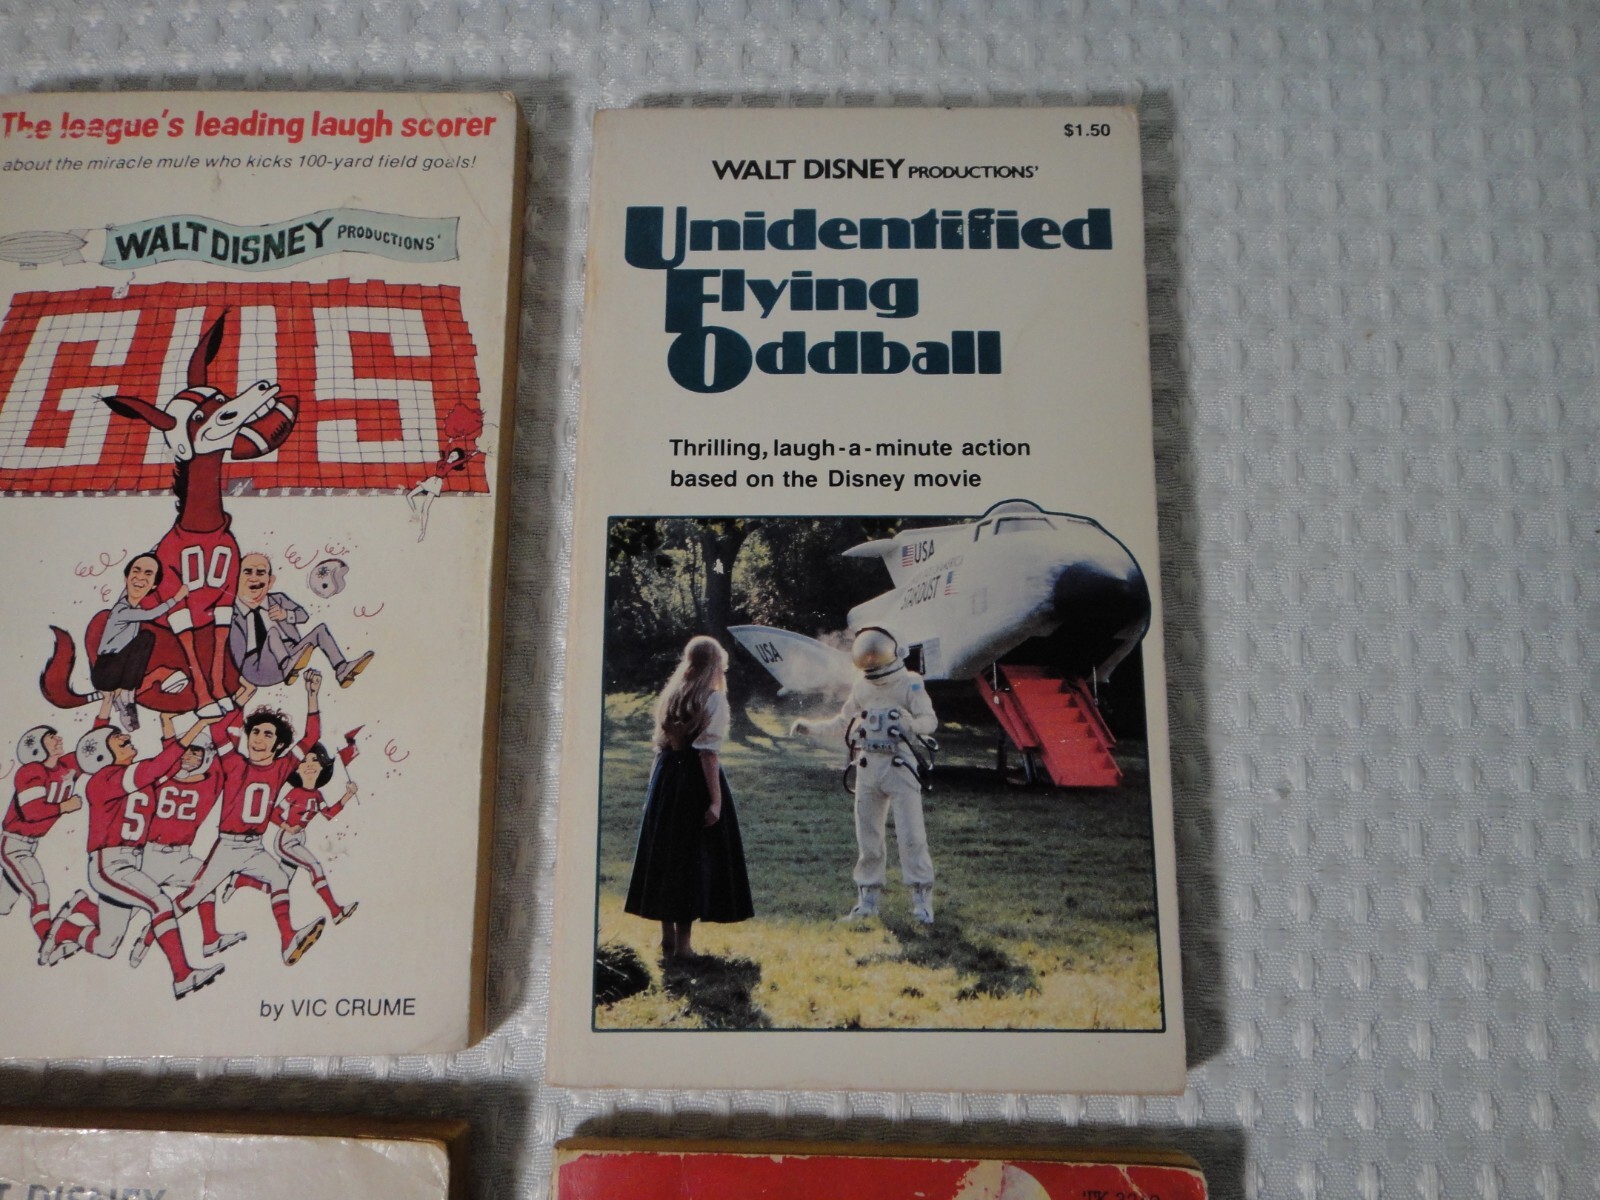 The league's leading laugh scorer
about the miracle mule who kicks 100-yard field goals!
WALT DISNEY PRODUCTIONS'
GUS
00
10
5
62
0
by VIC CRUME
$1.50
WALT DISNEY PRODUCTIONS'
Unidentified
Flying
Oddball
Thrilling, laugh-a-minute action
based on the Disney movie
USA
STARDUST
USA
T DISNEY